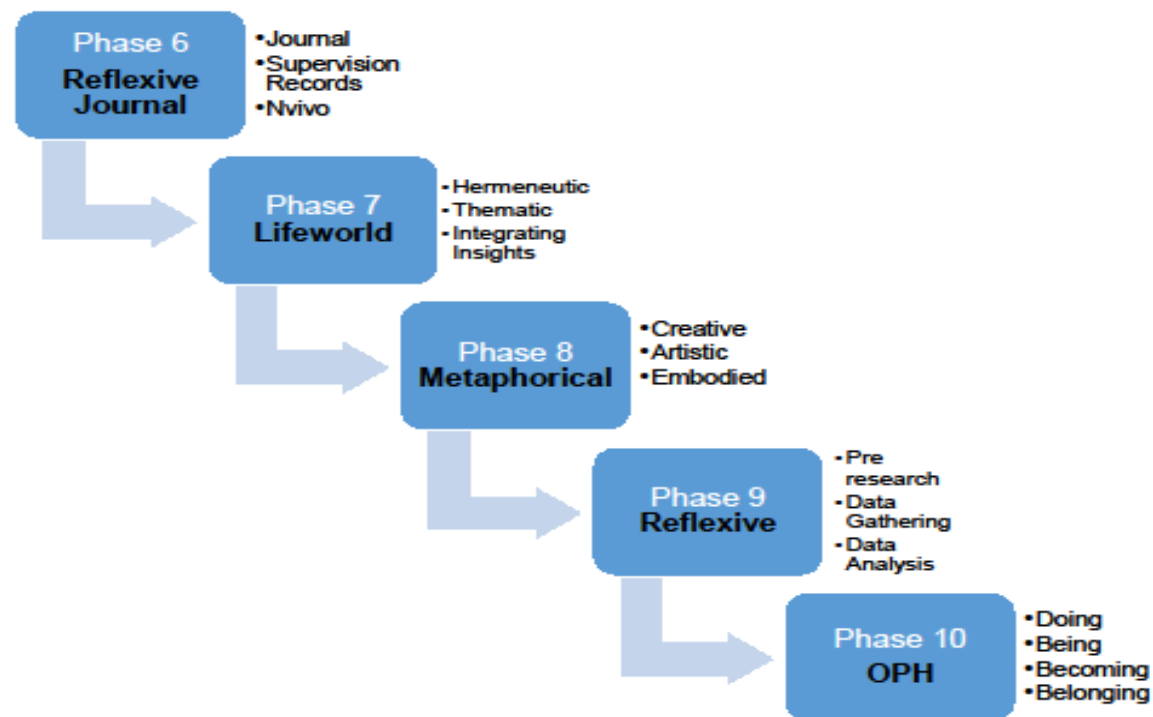 Phase 6
Reflexive
Journal
•Journal
•Supervision
Records
•Nvivo
Phase 7
Lifeworld
•Hermeneutic
•Thematic
•Integrating
Insights
Phase 8
Metaphorical
•Creative
•Artistic
•Embodied
Phase 9
Reflexive
•Pre
research
•Data
Gathering
•Data
Analysis
Phase 10
OPH
•Doing
•Being
•Becoming
•Belonging